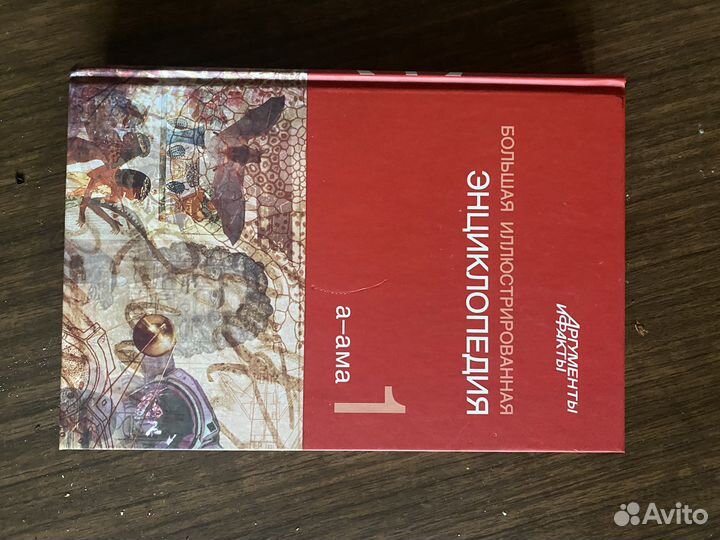 Аргументы
и факты
БОЛЬШАЯ ИЛЛЮСТРИРОВАННАЯ
ЭНЦИКЛОПЕДИЯ
а–ама
1
Avito